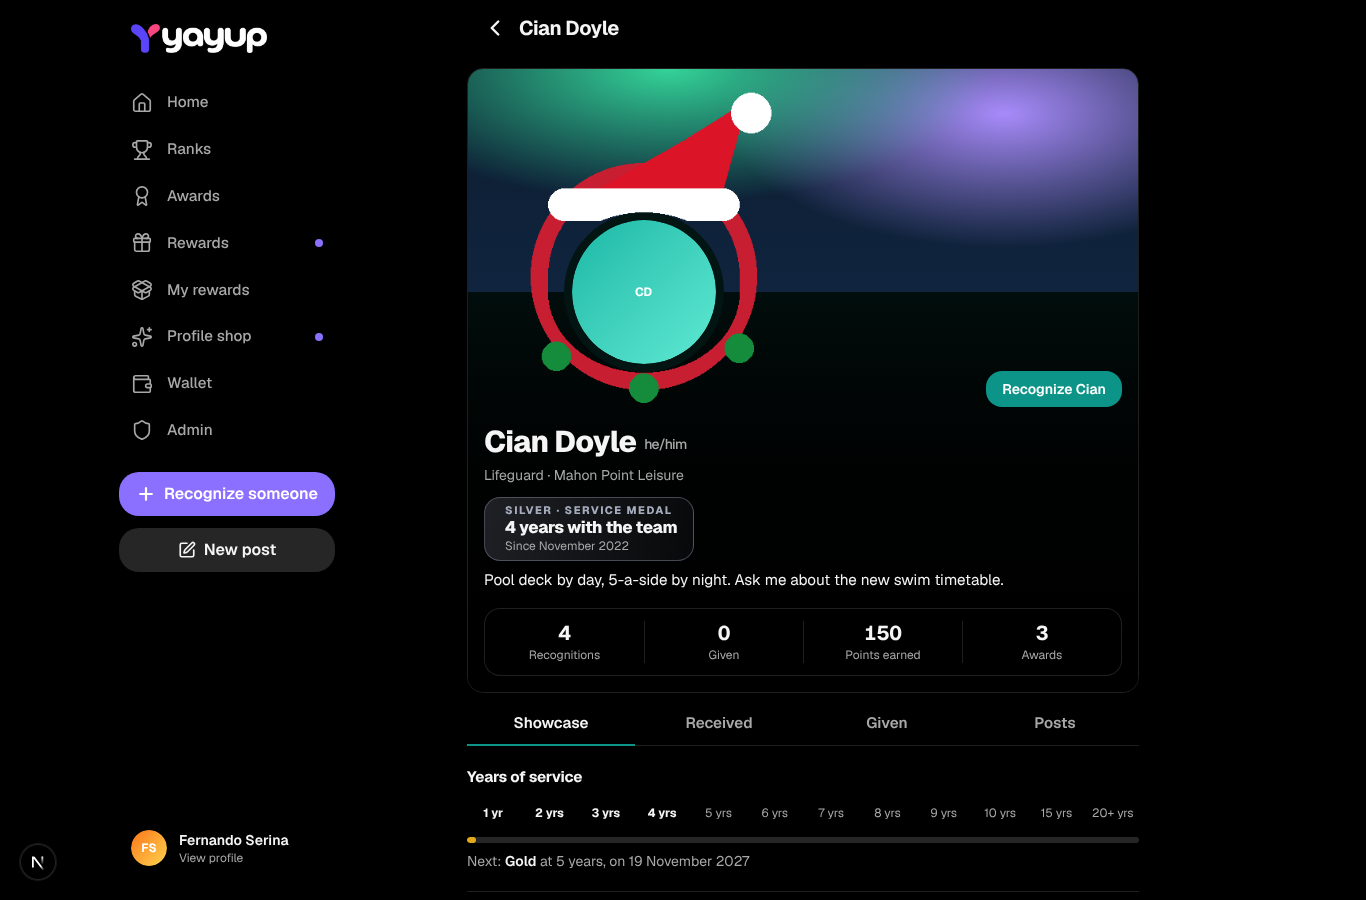 yayup
Home
Ranks
Awards
Rewards
My rewards
Profile shop
Wallet
Admin
Recognize someone
New post
Fernando Serina
FS
View profile
N
Cian Doyle
CD
Recognize Cian
Cian Doyle he/him
Lifeguard · Mahon Point Leisure
SILVER · SERVICE MEDAL
4 years with the team
Since November 2022
Pool deck by day, 5-a-side by night. Ask me about the new swim timetable.
4 0 150 3
Recognitions Given Points earned Awards
Showcase Received Given Posts
Years of service
1 yr 2 yrs 3 yrs 4 yrs 5 yrs 6 yrs 7 yrs 8 yrs 9 yrs 10 yrs 15 yrs 20+ yrs
Next: Gold at 5 years, on 19 November 2027